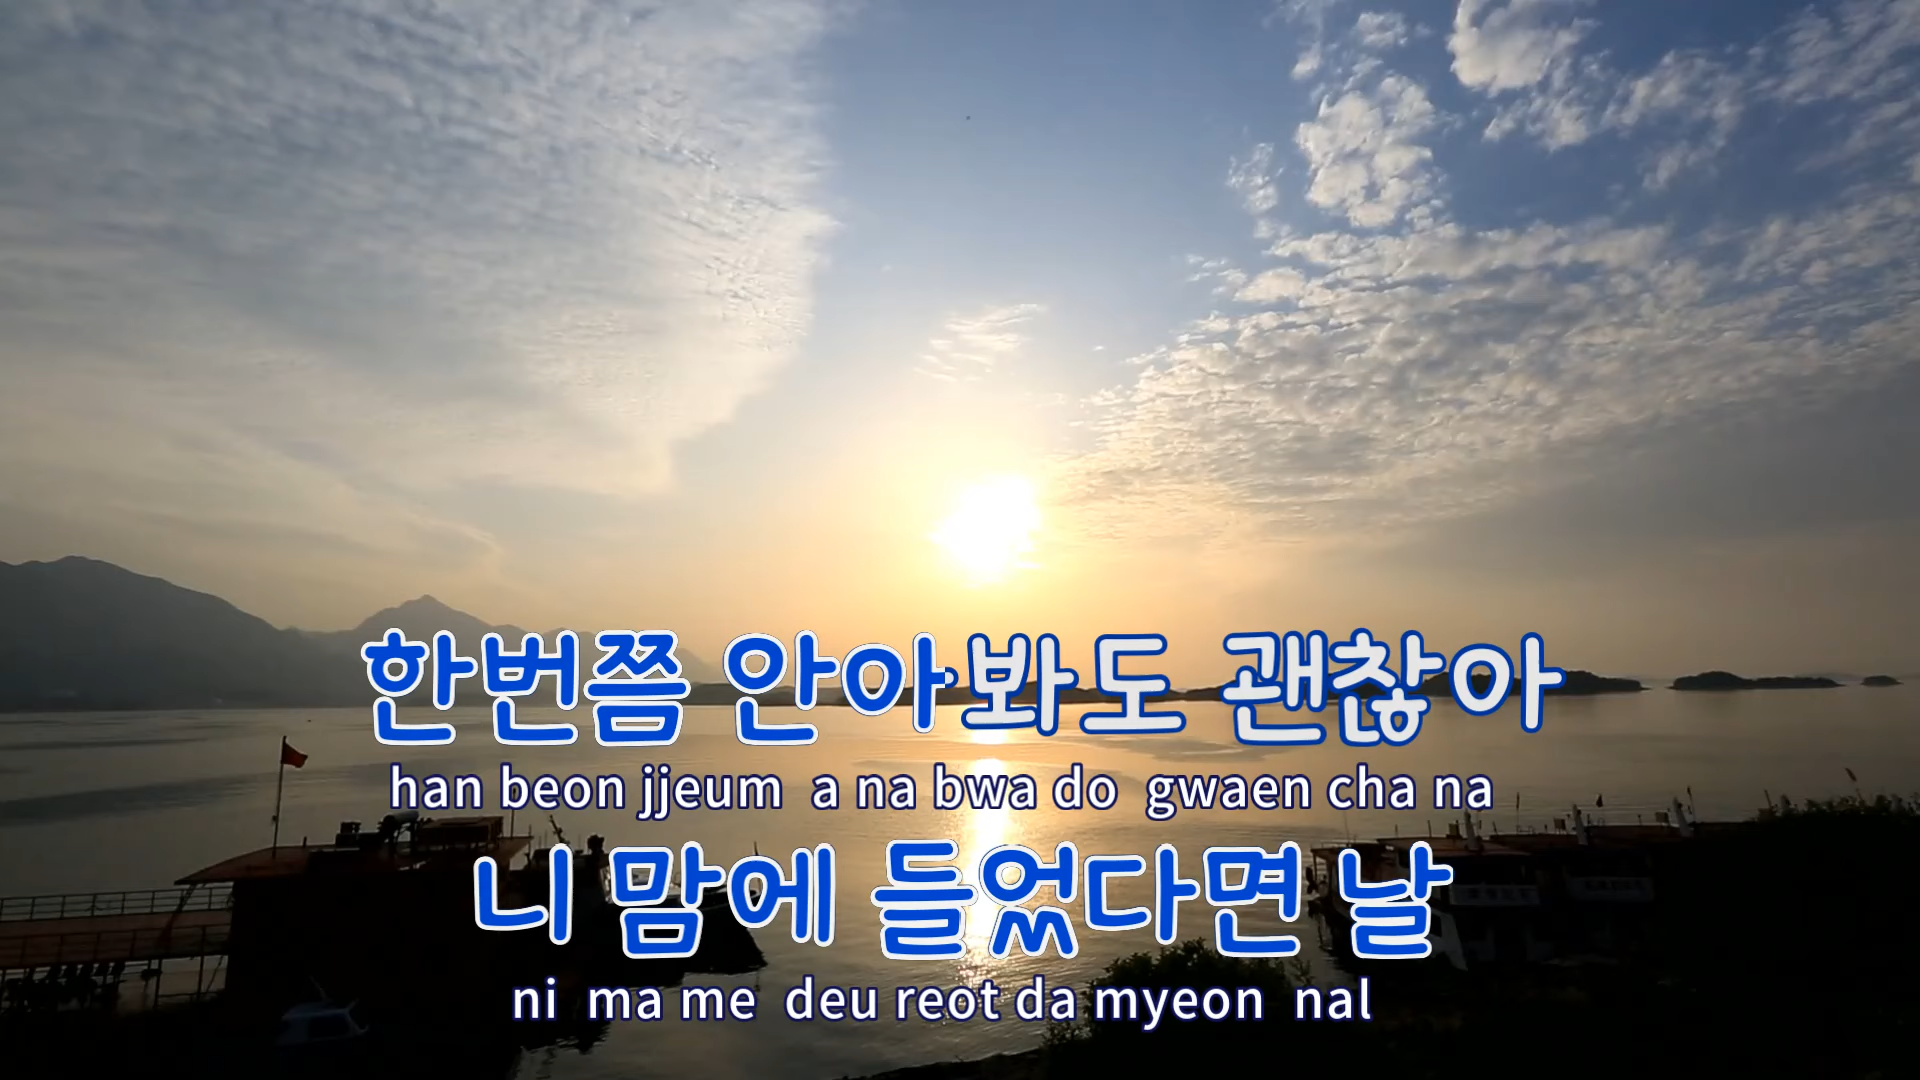 한번쯤 안아봐도 괜찮아
han beon jjeum a na bwa do gwaen cha na
니 맘에 들었다면 날
ni ma me deu reot da myeon nal